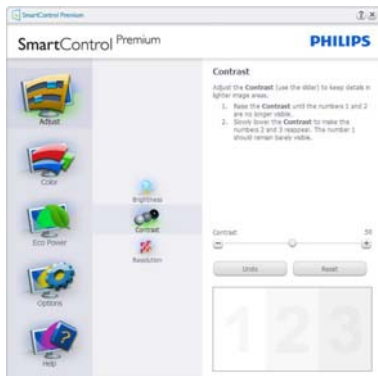 SmartControl Premium
SmartControl Premium
PHILIPS
Adjust
Color
Eco Power
Options
Help
Brightness
Contrast
Resolution
Contrast
Adjust the Contrast (use the slider) to keep details in
lighter image areas.
1. Raise the Contrast until the numbers 1 and 2
are no longer visible.
2. Slowly lower the Contrast to make the
numbers 2 and 3 reappear. The number 1
should remain barely visible.
Contrast
50
Undo
Reset
1 2 3